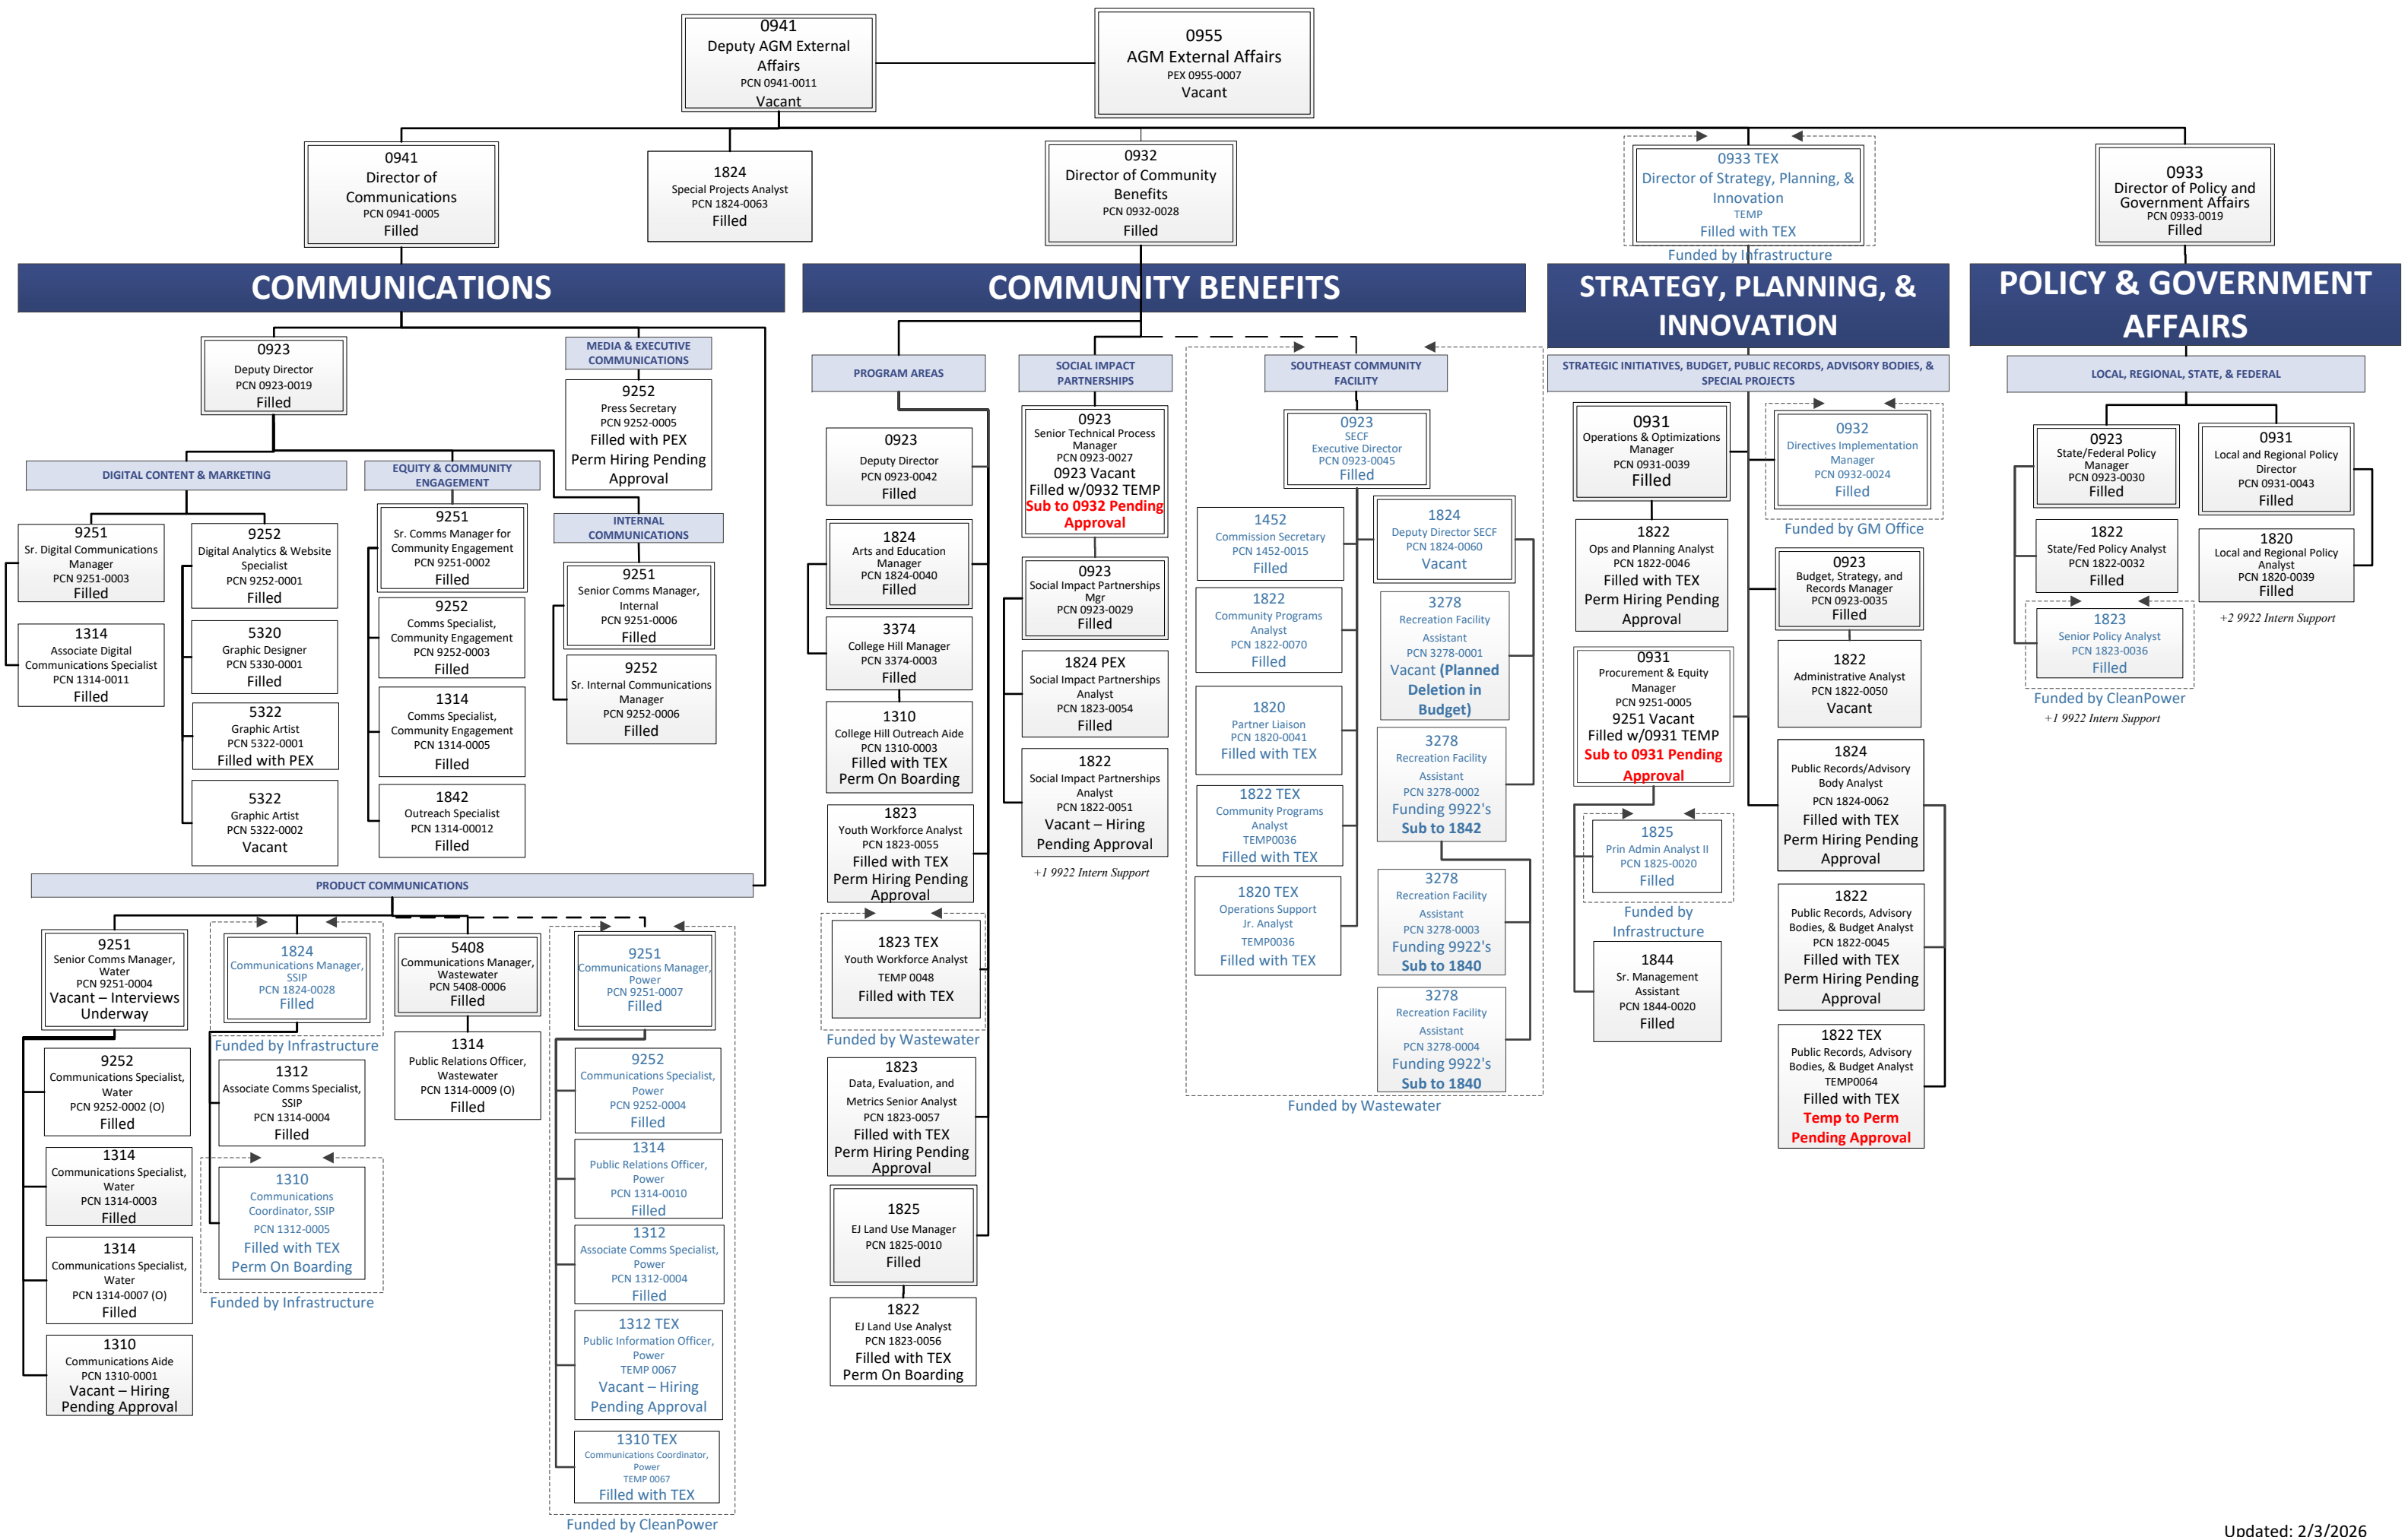 0941
Deputy AGM External
Affairs
PCN 0941-0011
Vacant
0955
AGM External Affairs
PEX 0955-0007
Vacant
0941
Director of
Communications
PCN 0941-0005
Filled
1824
Special Projects Analyst
PCN 1824-0063
Filled
0932
Director of Community
Benefits
PCN 0932-0028
Filled
0933 TEX
Director of Strategy, Planning, &
Innovation
TEMP
Filled with TEX
Funded by Infrastructure
0933
Director of Policy and
Government Affairs
PCN 0933-0019
Filled
COMMUNICATIONS
0923
Deputy Director
PCN 0923-0019
Filled
MEDIA & EXECUTIVE
COMMUNICATIONS
9252
Press Secretary
PCN 9252-0005
Filled with PEX
Perm Hiring Pending
Approval
DIGITAL CONTENT & MARKETING
9251
Sr. Digital Communications
Manager
PCN 9251-0003
Filled
1314
Associate Digital
Communications Specialist
PCN 1314-0011
Filled
9252
Digital Analytics & Website
Specialist
PCN 9252-0001
Filled
5320
Graphic Designer
PCN 5330-0001
Filled
5322
Graphic Artist
PCN 5322-0001
Filled with PEX
5322
Graphic Artist
PCN 5322-0002
Vacant
EQUITY & COMMUNITY
ENGAGEMENT
9251
Sr. Comms Manager for
Community Engagement
PCN 9251-0002
Filled
9252
Comms Specialist,
Community Engagement
PCN 9252-0003
Filled
1314
Comms Specialist,
Community Engagement
PCN 1314-0005
Filled
1842
Outreach Specialist
PCN 1314-00012
Filled
INTERNAL
COMMUNICATIONS
9251
Senior Comms Manager,
Internal
PCN 9251-0006
Filled
9252
Sr. Internal Communications
Manager
PCN 9252-0006
Filled
PRODUCT COMMUNICATIONS
9251
Senior Comms Manager,
Water
PCN 9251-0004
Vacant – Interviews
Underway
9252
Communications Specialist,
Water
PCN 9252-0002 (O)
Filled
1314
Communications Specialist,
Water
PCN 1314-0003
Filled
1314
Communications Specialist,
Water
PCN 1314-0007 (O)
Filled
1310
Communications Aide
PCN 1310-0001
Vacant – Hiring
Pending Approval
1824
Communications Manager,
SSIP
PCN 1824-0028
Filled
Funded by Infrastructure
1312
Associate Comms Specialist,
SSIP
PCN 1314-0004
Filled
1310
Communications
Coordinator, SSIP
PCN 1312-0005
Filled with TEX
Perm On Boarding
Funded by Infrastructure
5408
Communications Manager,
Wastewater
PCN 5408-0006
Filled
1314
Public Relations Officer,
Wastewater
PCN 1314-0009 (O)
Filled
9251
Communications Manager,
Power
PCN 9251-0007
Filled
9252
Communications Specialist,
Power
PCN 9252-0004
Filled
1314
Public Relations Officer,
Power
PCN 1314-0010
Filled
1312
Associate Comms Specialist,
Power
PCN 1312-0004
Filled
1312 TEX
Public Information Officer,
Power
TEMP 0067
Vacant – Hiring
Pending Approval
1310 TEX
Communications Coordinator,
Power
TEMP 0067
Filled with TEX
Funded by CleanPower
COMMUNITY BENEFITS
PROGRAM AREAS
0923
Deputy Director
PCN 0923-0042
Filled
1824
Arts and Education
Manager
PCN 1824-0040
Filled
3374
College Hill Manager
PCN 3374-0003
Filled
1310
College Hill Outreach Aide
PCN 1310-0003
Filled with TEX
Perm On Boarding
1823
Youth Workforce Analyst
PCN 1823-0055
Filled with TEX
Perm Hiring Pending
Approval
1823 TEX
Youth Workforce Analyst
TEMP 0048
Filled with TEX
Funded by Wastewater
1823
Data, Evaluation, and
Metrics Senior Analyst
PCN 1823-0057
Filled with TEX
Perm Hiring Pending
Approval
1825
EJ Land Use Manager
PCN 1825-0010
Filled
1822
EJ Land Use Analyst
PCN 1823-0056
Filled with TEX
Perm On Boarding
SOCIAL IMPACT
PARTNERSHIPS
0923
Senior Technical Process
Manager
PCN 0923-0027
0923 Vacant
Filled w/0932 TEMP
Sub to 0932 Pending
Approval
0923
Social Impact Partnerships
Mgr
PCN 0923-0029
Filled
1824 PEX
Social Impact Partnerships
Analyst
PCN 1823-0054
Filled
1822
Social Impact Partnerships
Analyst
PCN 1822-0051
Vacant – Hiring
Pending Approval
+1 9922 Intern Support
SOUTHEAST COMMUNITY
FACILITY
0923
SECF
Executive Director
PCN 0923-0045
Filled
1452
Commission Secretary
PCN 1452-0015
Filled
1822
Community Programs
Analyst
PCN 1822-0070
Filled
1820
Partner Liaison
PCN 1820-0041
Filled with TEX
1822 TEX
Community Programs
Analyst
TEMP0036
Filled with TEX
1820 TEX
Operations Support
Jr. Analyst
TEMP0036
Filled with TEX
1824
Deputy Director SECF
PCN 1824-0060
Vacant
3278
Recreation Facility
Assistant
PCN 3278-0001
Vacant (Planned
Deletion in
Budget)
3278
Recreation Facility
Assistant
PCN 3278-0002
Funding 9922's
Sub to 1842
3278
Recreation Facility
Assistant
PCN 3278-0003
Funding 9922's
Sub to 1840
3278
Recreation Facility
Assistant
PCN 3278-0004
Funding 9922's
Sub to 1840
Funded by Wastewater
STRATEGY, PLANNING, &
INNOVATION
STRATEGIC INITIATIVES, BUDGET, PUBLIC RECORDS, ADVISORY BODIES, &
SPECIAL PROJECTS
0931
Operations & Optimizations
Manager
PCN 0931-0039
Filled
1822
Ops and Planning Analyst
PCN 1822-0046
Filled with TEX
Perm Hiring Pending
Approval
0931
Procurement & Equity
Manager
PCN 9251-0005
9251 Vacant
Filled w/0931 TEMP
Sub to 0931 Pending
Approval
1825
Prin Admin Analyst II
PCN 1825-0020
Filled
Funded by
Infrastructure
1844
Sr. Management
Assistant
PCN 1844-0020
Filled
0932
Directives Implementation
Manager
PCN 0932-0024
Filled
Funded by GM Office
0923
Budget, Strategy, and
Records Manager
PCN 0923-0035
Filled
1822
Administrative Analyst
PCN 1822-0050
Vacant
1824
Public Records/Advisory
Body Analyst
PCN 1824-0062
Filled with TEX
Perm Hiring Pending
Approval
1822
Public Records, Advisory
Bodies, & Budget Analyst
PCN 1822-0045
Filled with TEX
Perm Hiring Pending
Approval
1822 TEX
Public Records, Advisory
Bodies, & Budget Analyst
TEMP0064
Filled with TEX
Temp to Perm
Pending Approval
POLICY & GOVERNMENT
AFFAIRS
LOCAL, REGIONAL, STATE, & FEDERAL
0923
State/Federal Policy
Manager
PCN 0923-0030
Filled
1822
State/Fed Policy Analyst
PCN 1822-0032
Filled
1823
Senior Policy Analyst
PCN 1823-0036
Filled
Funded by CleanPower
+1 9922 Intern Support
0931
Local and Regional Policy
Director
PCN 0931-0043
Filled
1820
Local and Regional Policy
Analyst
PCN 1820-0039
Filled
+2 9922 Intern Support
Updated: 2/3/2026